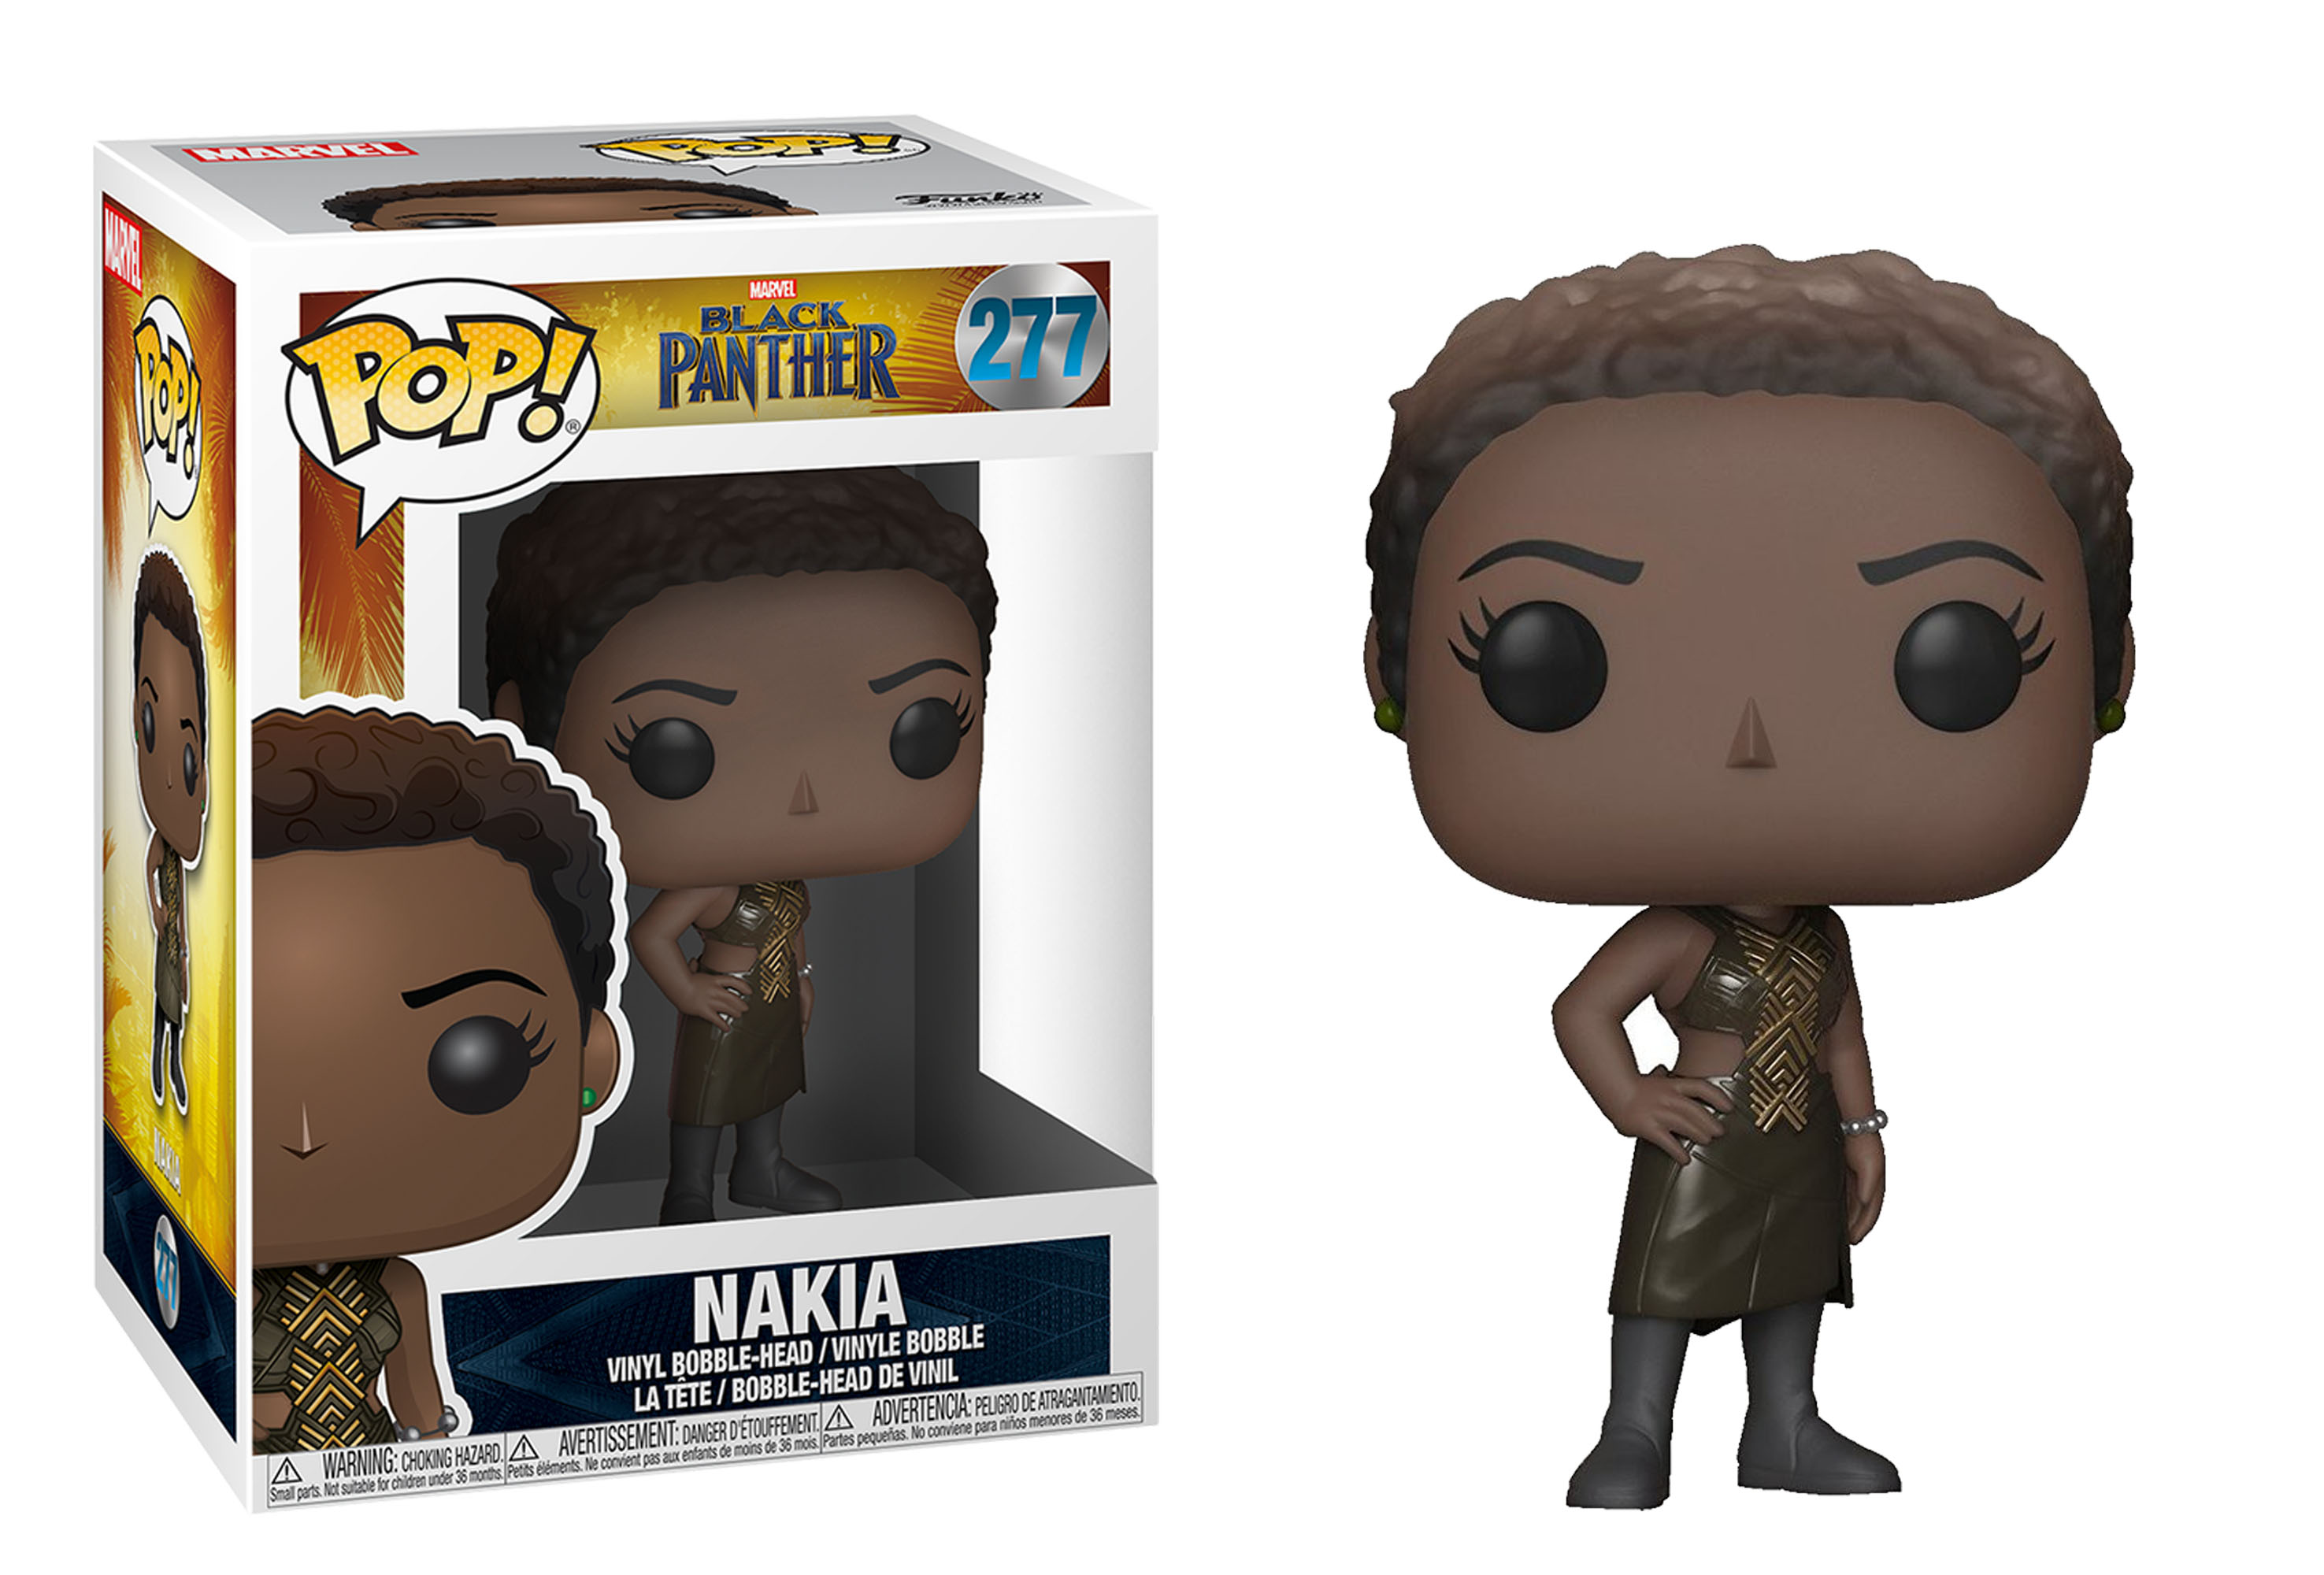 MARVEL
POP!
Funko
MARVEL
POP!
NAKIA
277
POP!®
MARVEL
BLACK
PANTHER
277
NAKIA
VINYL BOBBLE-HEAD / VINYLE BOBBLE
LA TÊTE / BOBBLE-HEAD DE VINIL
WARNING: CHOKING HAZARD.
Small parts. Not suitable for children under 36 months.
AVERTISSEMENT: DANGER D'ÉTOUFFEMENT.
Petits éléments. Ne convient pas aux enfants de moins de 36 mois.
ADVERTENCIA: PELIGRO DE ATRAGANTAMIENTO.
Partes pequeñas. No conviene para niños menores de 36 meses.